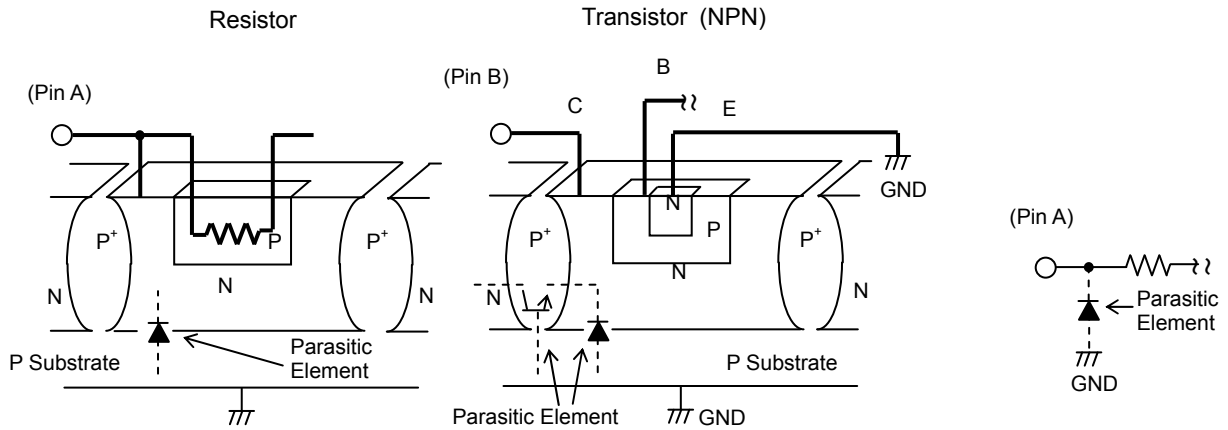 Resistor
Transistor (NPN)
(Pin A)
(Pin B)
C
B
E
GND
P+
P
P+
N
N
N
Parasitic
Element
P Substrate
P+
N
P
P+
N
N
N
P Substrate
Parasitic Element
GND
(Pin A)
Parasitic
Element
GND